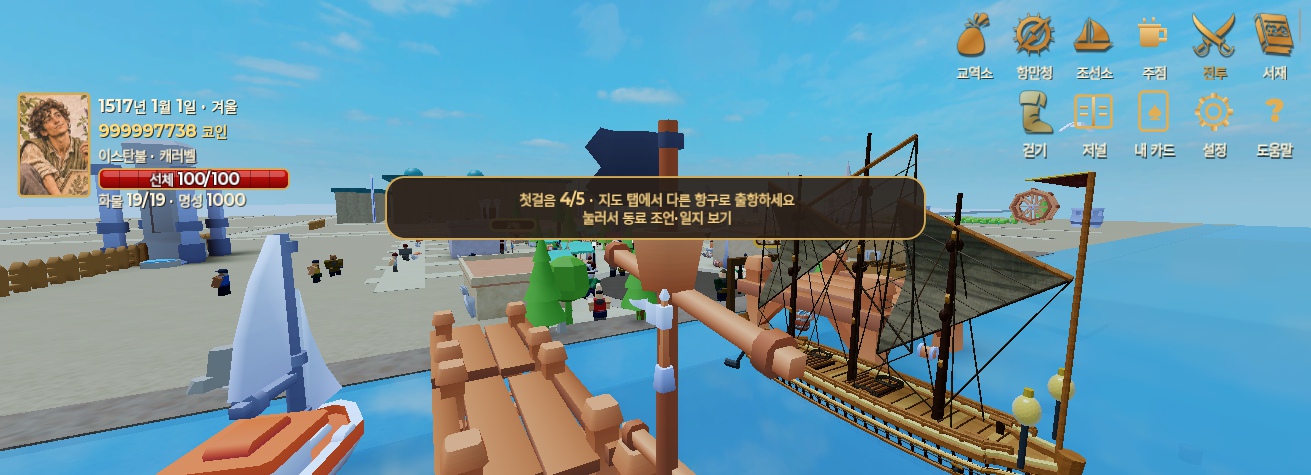 교역소 항만청 조선소 주점 전투 서재
걷기 저널 내 카드 설정 도움말
1517년 1월 1일 · 겨울
999997738 코인
이스탄불 · 캐러벨
선체 100/100
화물 19/19 · 명성 1000
첫걸음 4/5 · 지도 탭에서 다른 항구로 출항하세요
눌러서 동료 조언·일지 보기